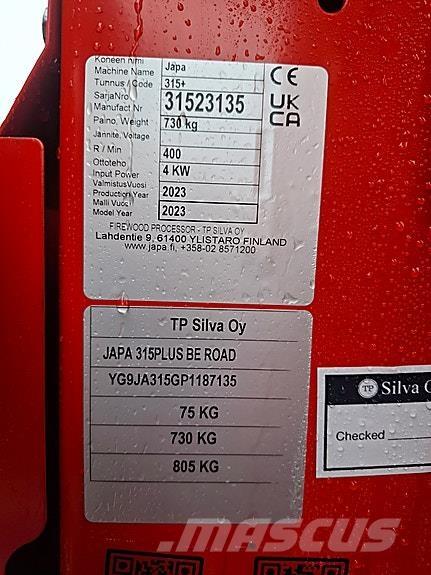 Koneen nimi
Machine Name Japa
Tunnus / Code 315+
SarjaNro
Manufact Nr 31523135
Paino, Weight 730 kg
Jännite, Voltage
R / Min 400
Ottoteho
Input Power 4 KW
ValmistusVuosi
Production Year 2023
Malli Vuosi
Model Year 2023
FIREWOOD PROCESSOR - TP SILVA OY
Lahdentie 9, 61400 YLISTARO FINLAND
www.japa.fi, +358-02 8571200
CE
UK
CA
TP Silva Oy
JAPA 315PLUS BE ROAD
YG9JA315GP1187135
75 KG
730 KG
805 KG
TP Silva
Checked
MASCUS